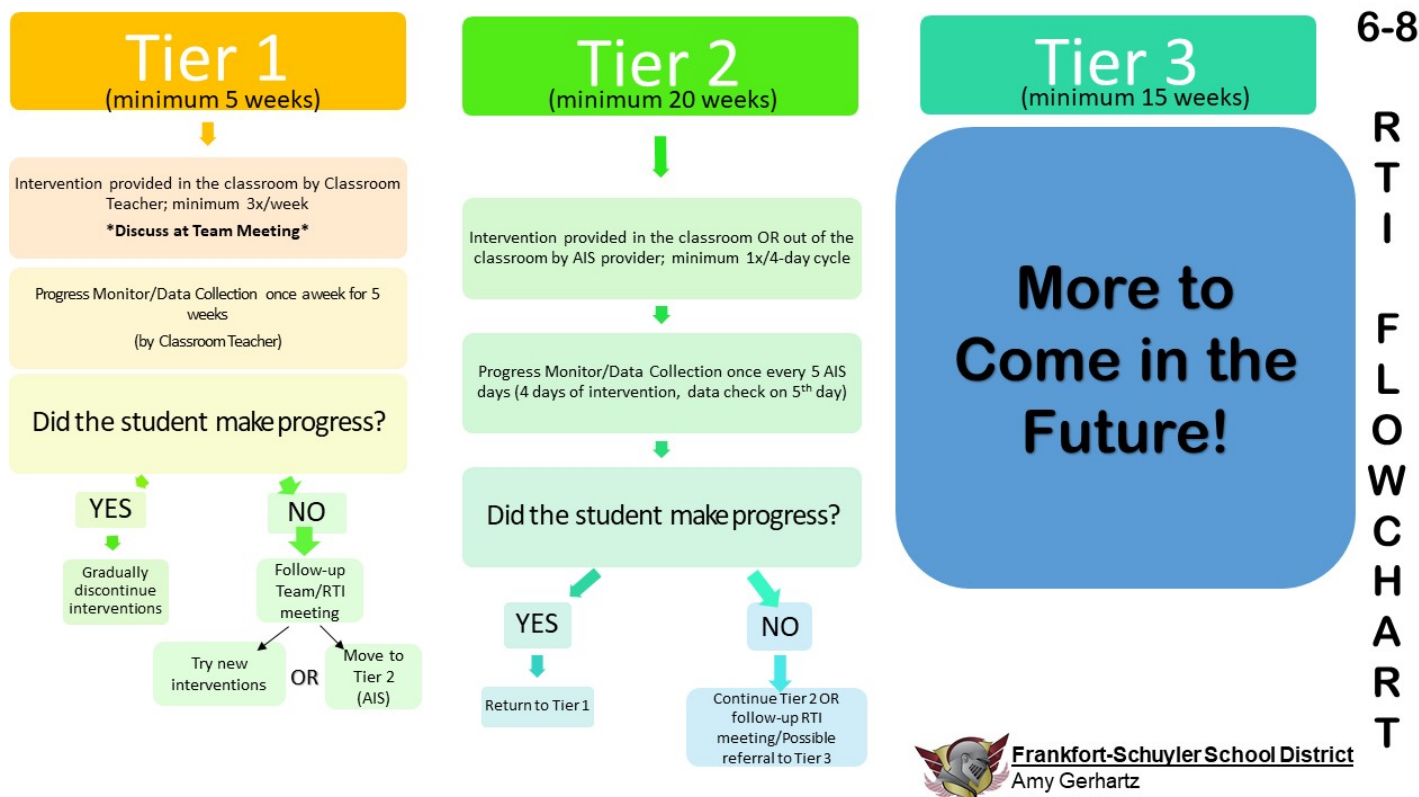 Tier 1
(minimum 5 weeks)
Intervention provided in the classroom by Classroom
Teacher; minimum 3x/week
*Discuss at Team Meeting*
Progress Monitor/Data Collection once aweek for 5
weeks
(by Classroom Teacher)
Did the student make progress?
YES
NO
Gradually
discontinue
interventions
Follow-up
Team/RTI
meeting
Try new
interventions
OR
Move to
Tier 2
(AIS)
Tier 2
(minimum 20 weeks)
Intervention provided in the classroom OR out of the
classroom by AIS provider; minimum 1x/4-day cycle
Progress Monitor/Data Collection once every 5 AIS
days (4 days of intervention, data check on 5th day)
Did the student make progress?
YES
NO
Return to Tier 1
Continue Tier 2 OR
follow-up RTI
meeting/Possible
referral to Tier 3
Tier 3
(minimum 15 weeks)
More to
Come in the
Future!
6-8
RTI
FLOWCHART
Frankfort-Schuyler School District
Amy Gerhartz